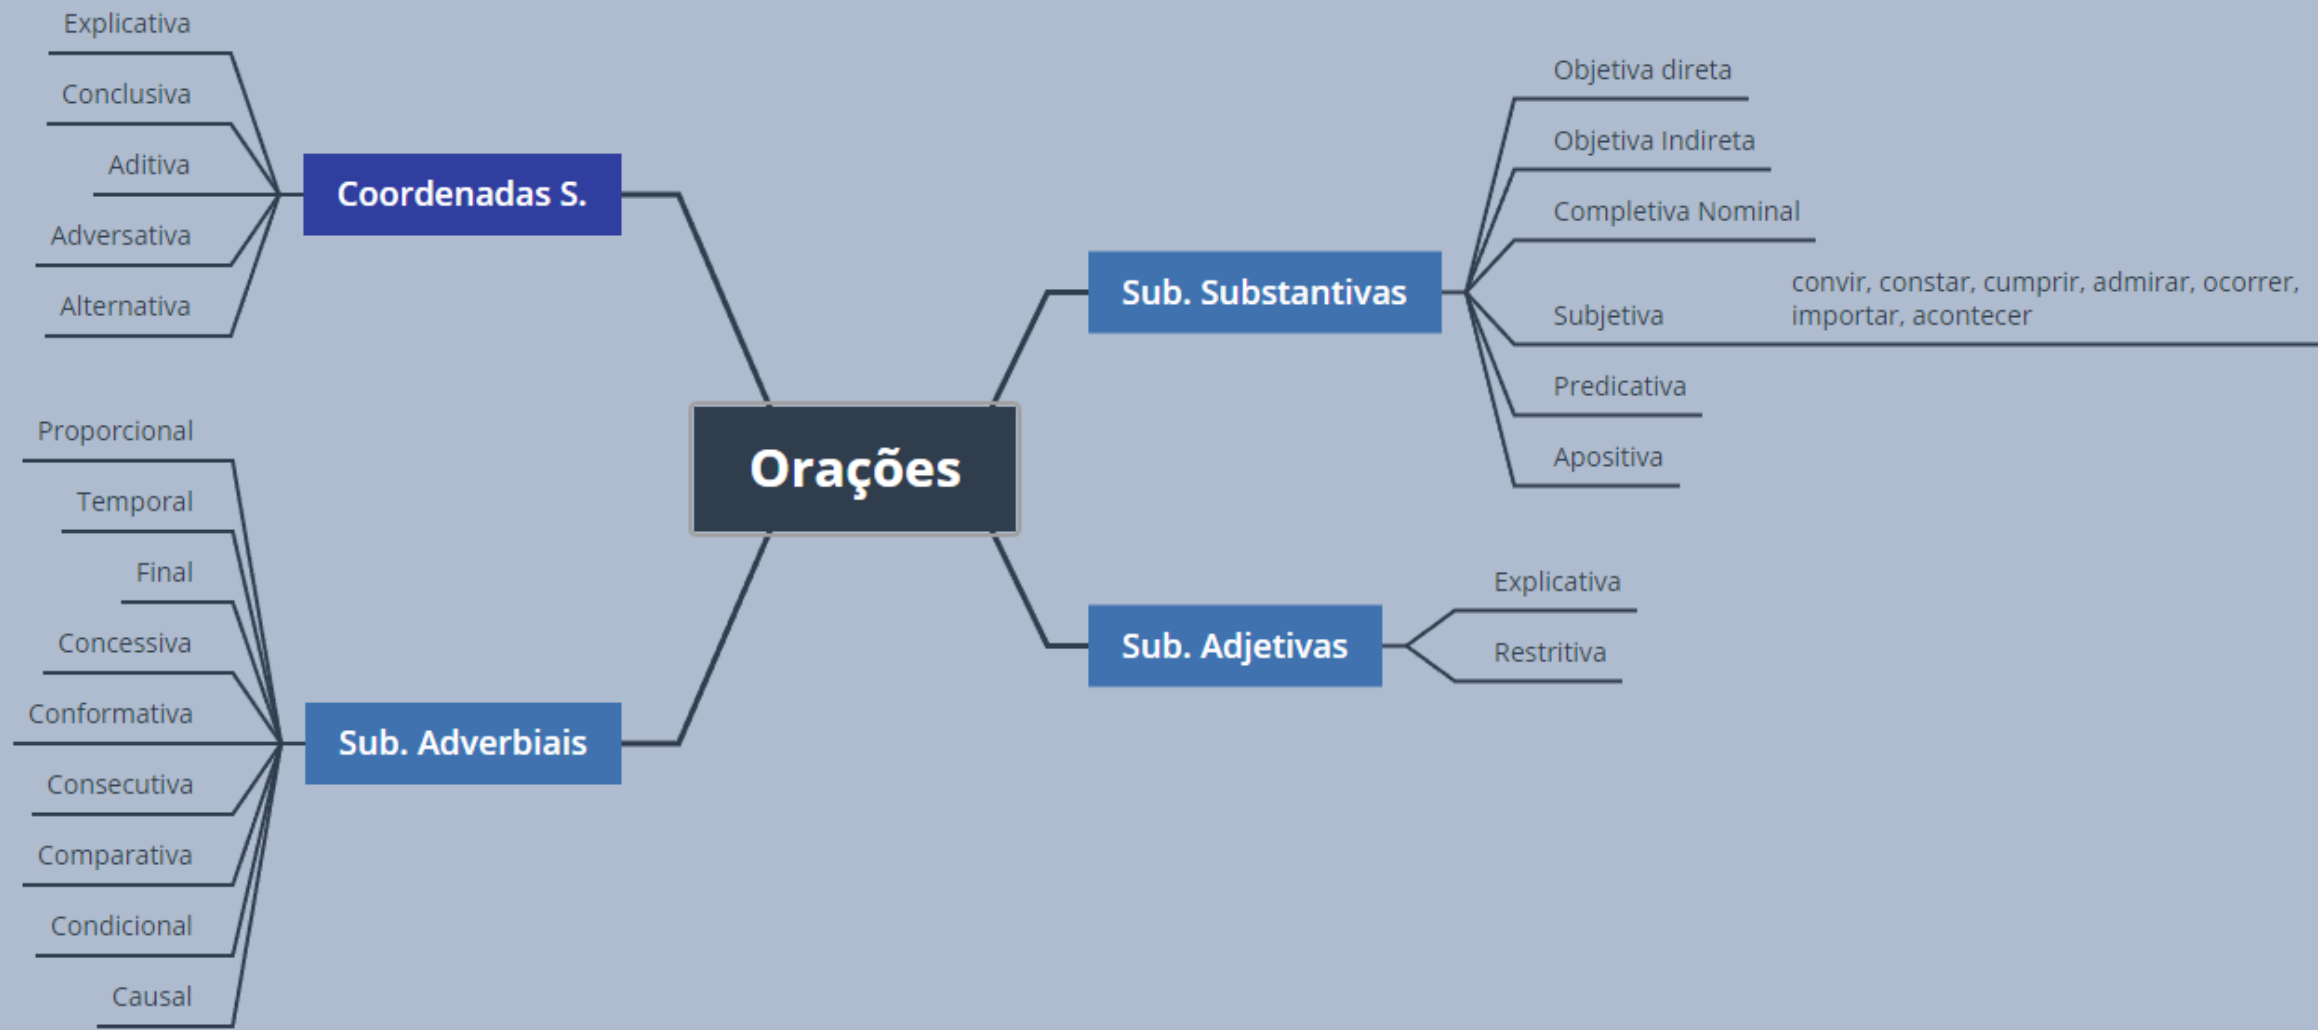 Orações
Coordenadas S.
Explicativa
Conclusiva
Aditiva
Adversativa
Alternativa
Sub. Adverbiais
Proporcional
Temporal
Final
Concessiva
Conformativa
Consecutiva
Comparativa
Condicional
Causal
Sub. Substantivas
Objetiva direta
Objetiva Indireta
Completiva Nominal
Subjetiva
convir, constar, cumprir, admirar, ocorrer,
importar, acontecer
Predicativa
Apositiva
Sub. Adjetivas
Explicativa
Restritiva